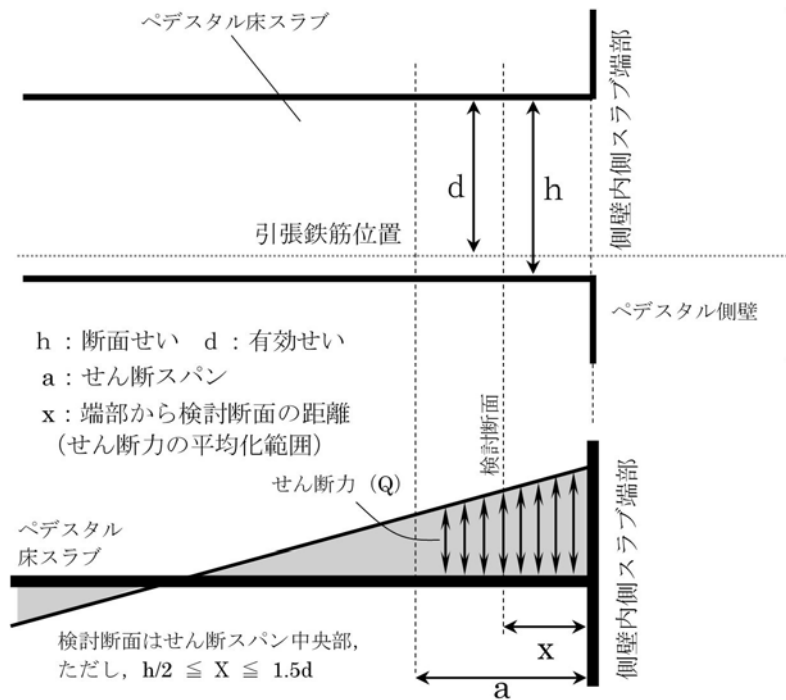 ペデスタル床スラブ
側壁内側スラブ端部
d
h
引張鉄筋位置
ペデスタル側壁
h：断面せい　d：有効せい
a：せん断スパン
x：端部から検討断面の距離
（せん断力の平均化範囲）
検討断面
せん断力（Q）
ペデスタル
床スラブ
側壁内側スラブ端部
x
検討断面はせん断スパン中央部，
ただし，h/2 ≦ X ≦ 1.5d
a